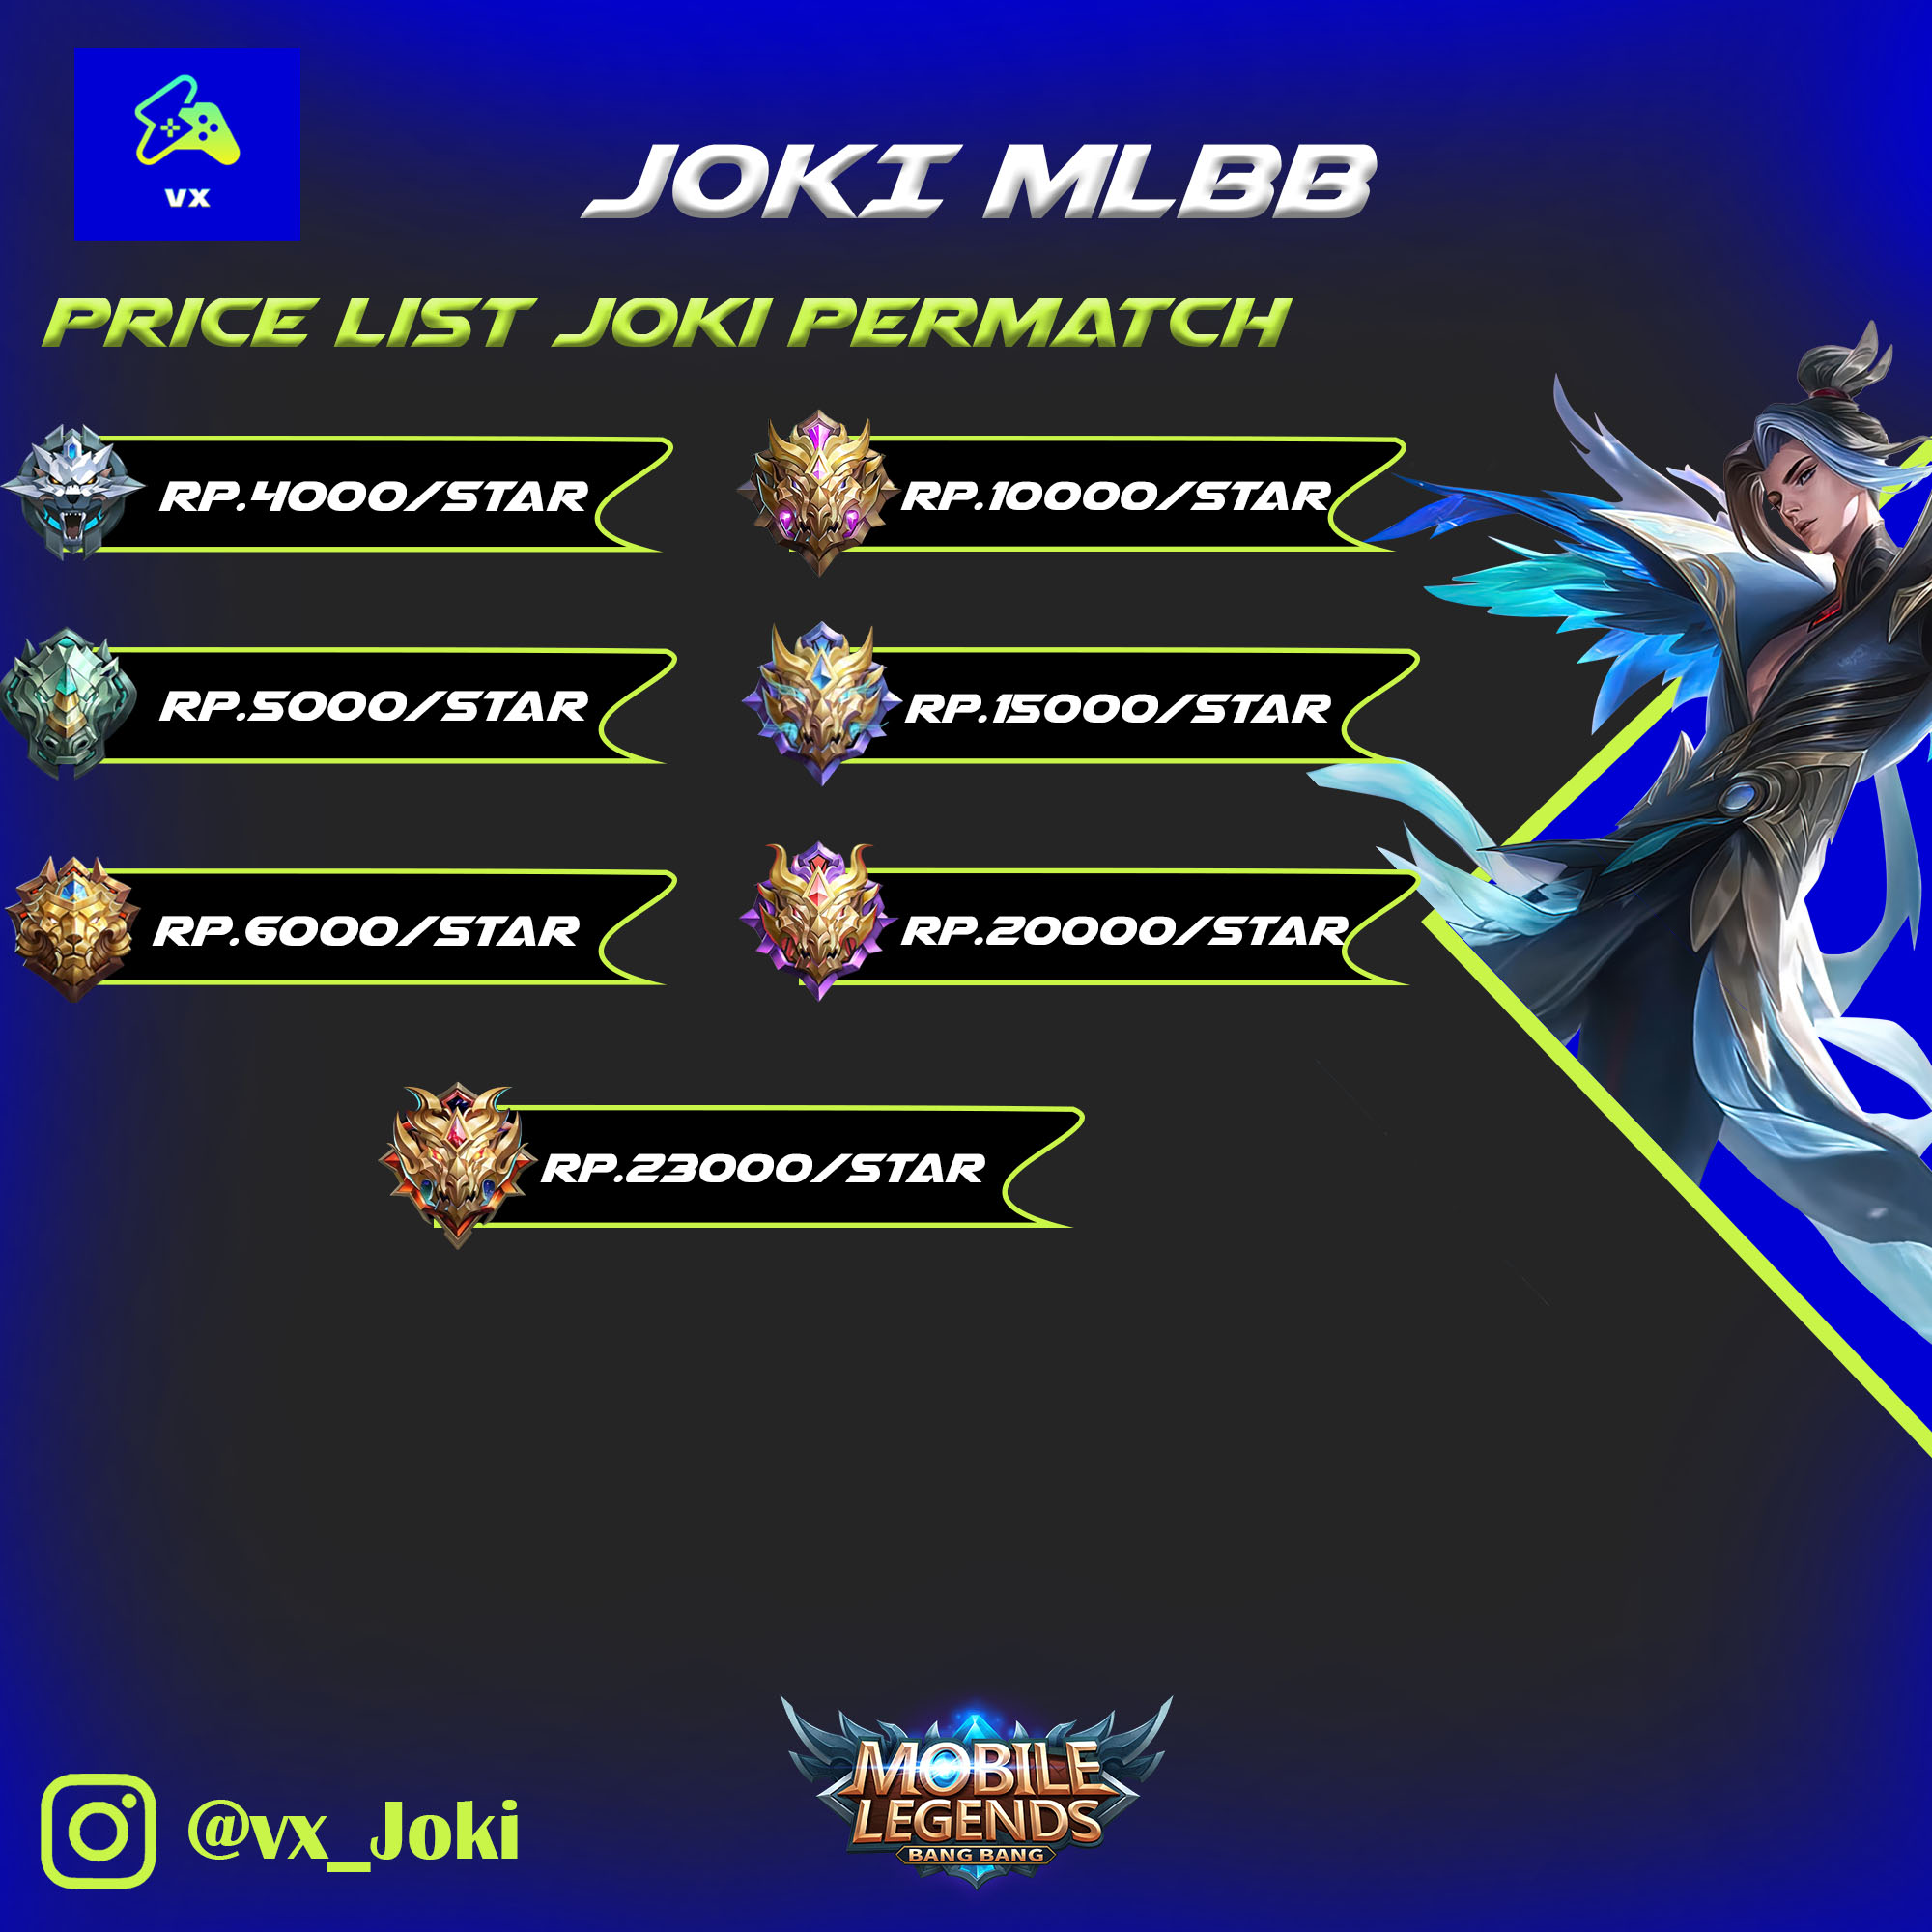 VX
JOKI MLBB
PRICE LIST JOKI PERMATCH
RP.4000/STAR
RP.10000/STAR
RP.5000/STAR
RP.15000/STAR
RP.6000/STAR
RP.20000/STAR
RP.23000/STAR
MOBILE
LEGENDS
BANG BANG
@vx_Joki